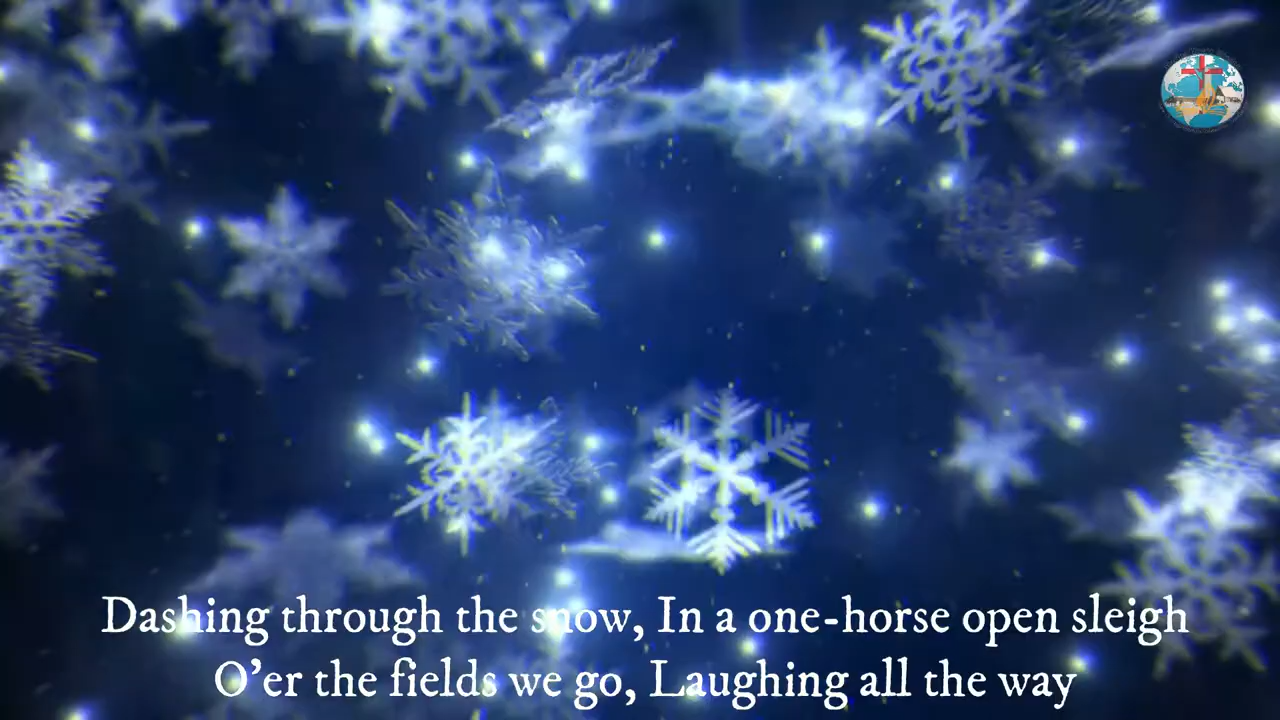 Dashing through the snow, In a one-horse open sleigh
O'er the fields we go, Laughing all the way